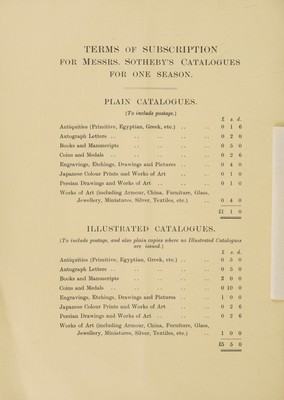 TERMS OF SUBSCRIPTION
FOR MESSRS. SOTHEBY'S CATALOGUES
FOR ONE SEASON.
PLAIN CATALOGUES.
(To include postage.)
£ s. d.
Antiquities (Primitive, Egyptian, Greek, etc.) .. .. 0 1 6
Autograph Letters .. .. .. .. .. 0 2 0
Books and Manuscripts .. .. .. .. 0 5 0
Coins and Medals .. .. .. .. .. 0 2 6
Engravings, Etchings, Drawings and Pictures .. .. 0 4 0
Japanese Colour Prints and Works of Art .. .. 0 1 0
Persian Drawings and Works of Art .. .. .. 0 1 0
Works of Art (including Armour, China, Furniture, Glass,
Jewellery, Miniatures, Silver, Textiles, etc.) .. 0 4 0
£1 1 0
ILLUSTRATED CATALOGUES.
(To include postage, and also plain copies where no Illustrated Catalogues
are issued.)
£ s. d.
Antiquities (Primitive, Egyptian, Greek, etc.) .. .. 0 5 0
Autograph Letters .. .. .. .. .. 0 5 0
Books and Manuscripts .. .. .. .. 2 0 0
Coins and Medals .. .. .. .. .. 0 10 0
Engravings, Etchings, Drawings and Pictures .. .. 1 0 0
Japanese Colour Prints and Works of Art .. .. 0 2 6
Persian Drawings and Works of Art .. .. .. 0 2 6
Works of Art (including Armour, China, Furniture, Glass,
Jewellery, Miniatures, Silver, Textiles, etc.) .. 1 0 0
£5 5 0